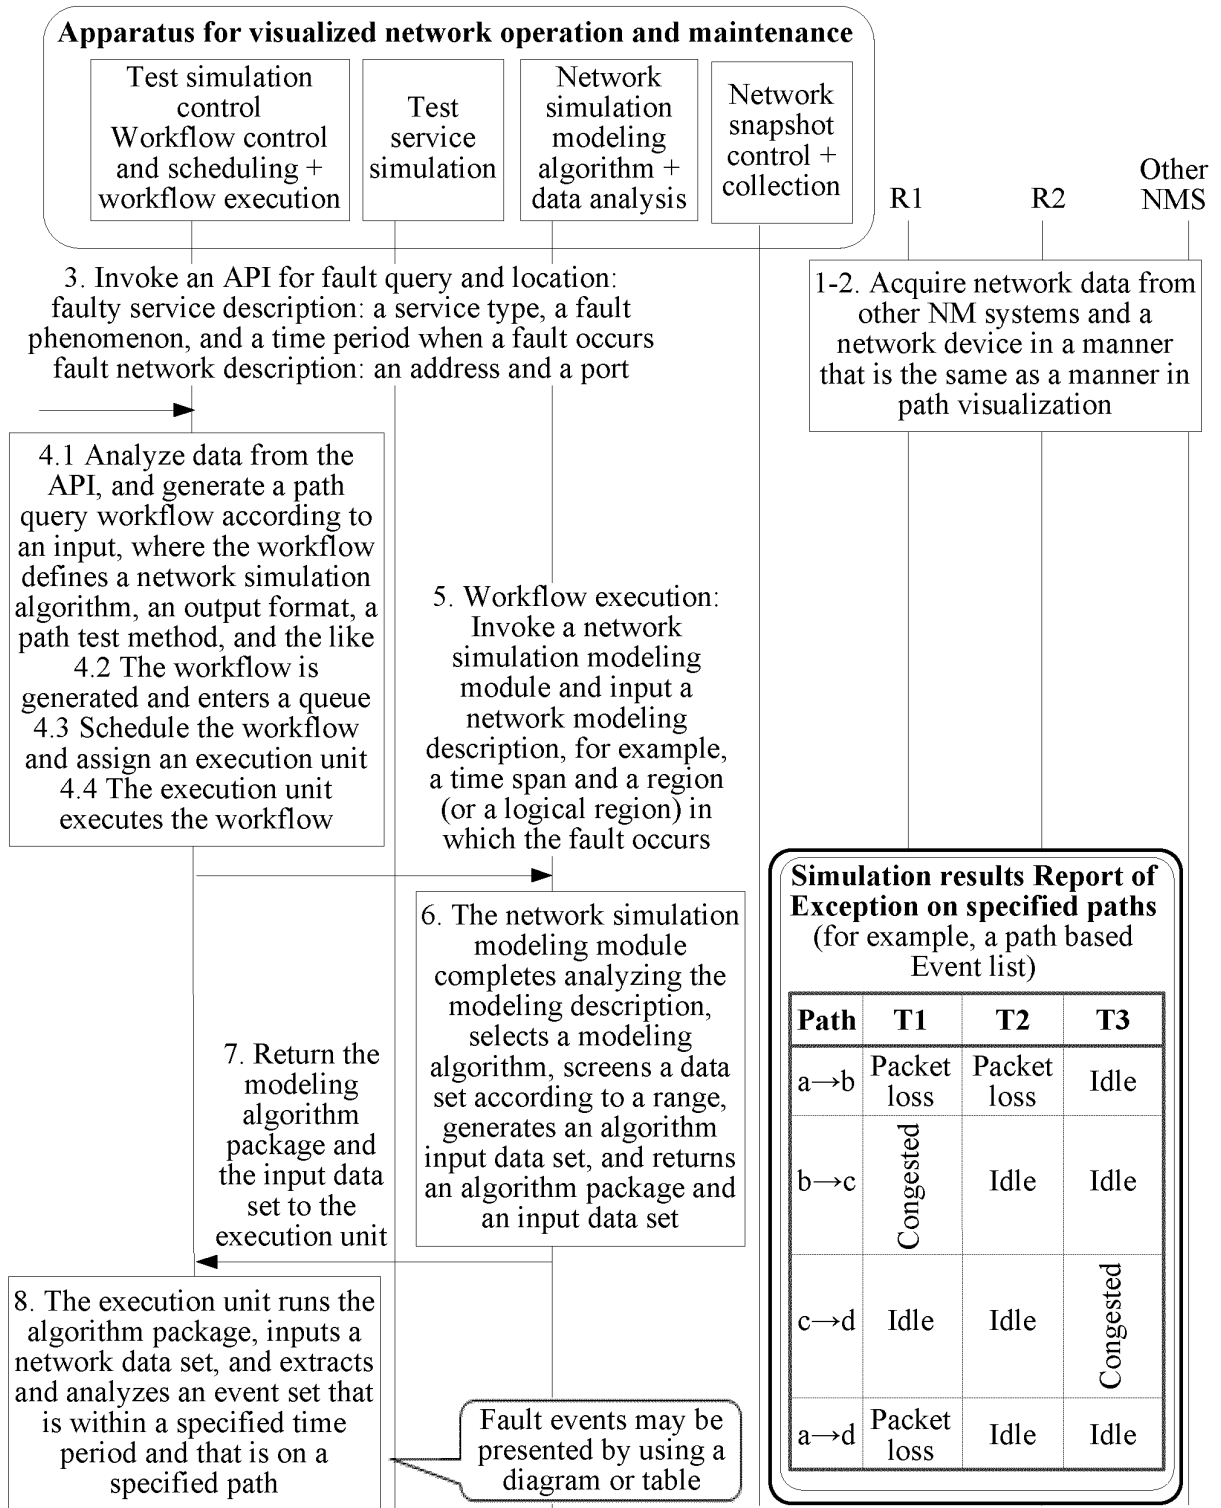 Apparatus for visualized network operation and maintenance
Test simulation
control
Workflow control
and scheduling +
workflow execution
Test
service
simulation
Network
simulation
modeling
algorithm +
data analysis
Network
snapshot
control +
collection
R1
R2
Other
NMS
3. Invoke an API for fault query and location:
faulty service description: a service type, a fault
phenomenon, and a time period when a fault occurs
fault network description: an address and a port
1-2. Acquire network data from
other NM systems and a
network device in a manner
that is the same as a manner in
path visualization
4.1 Analyze data from the
API, and generate a path
query workflow according to
an input, where the workflow
defines a network simulation
algorithm, an output format, a
path test method, and the like
4.2 The workflow is
generated and enters a queue
4.3 Schedule the workflow
and assign an execution unit
4.4 The execution unit
executes the workflow
5. Workflow execution:
Invoke a network
simulation modeling
module and input a
network modeling
description, for example,
a time span and a region
(or a logical region) in
which the fault occurs
6. The network simulation
modeling module
completes analyzing the
modeling description,
selects a modeling
algorithm, screens a data
set according to a range,
generates an algorithm
input data set, and returns
an algorithm package and
an input data set
7. Return the
modeling
algorithm
package and
the input data
set to the
execution unit
8. The execution unit runs the
algorithm package, inputs a
network data set, and extracts
and analyzes an event set that
is within a specified time
period and that is on a
specified path
Fault events may be
presented by using a
diagram or table
Simulation results Report of
Exception on specified paths
(for example, a path based
Event list)
Path T1 T2 T3
a→b Packet loss Packet loss Idle
b→c Congested Idle Idle
c→d Idle Idle Congested
a→d Packet loss Idle Idle